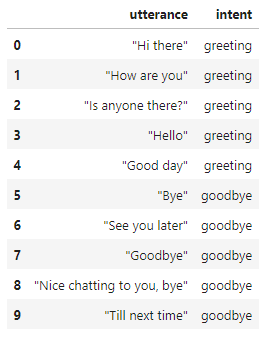 utterance intent
0 "Hi there" greeting
1 "How are you" greeting
2 "Is anyone there?" greeting
3 "Hello" greeting
4 "Good day" greeting
5 "Bye" goodbye
6 "See you later" goodbye
7 "Goodbye" goodbye
8 "Nice chatting to you, bye" goodbye
9 "Till next time" goodbye